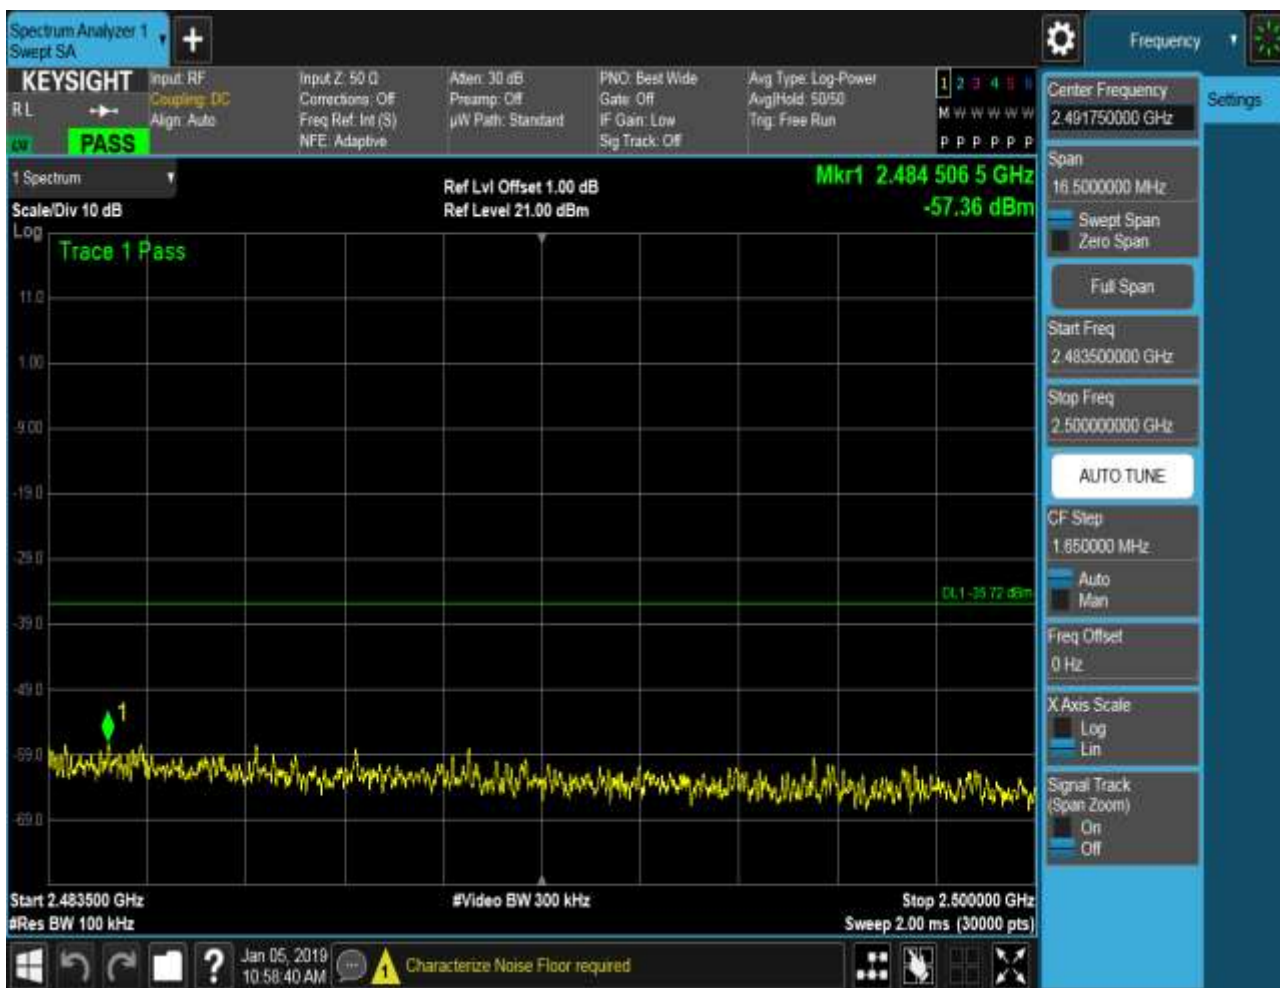 Spectrum Analyzer 1
Swept SA
+
Frequency
KEYSIGHT
R L
PASS
Input: RF
Coupling: DC
Align: Auto
Input Z: 50 Ω
Corrections: Off
Freq Ref: Int (S)
NFE: Adaptive
Atten: 30 dB
Preamp: Off
µW Path: Standard
PNO: Best Wide
Gate: Off
IF Gain: Low
Sig Track: Off
Avg Type: Log-Power
Avg|Hold: 50/50
Trig: Free Run
1 2 3 4 5 6
M W W W W W
P P P P P P
1 Spectrum
Scale/Div 10 dB
Log
Ref Lvl Offset 1.00 dB
Ref Level 21.00 dBm
Mkr1 2.484 506 5 GHz
-57.36 dBm
Trace 1 Pass
11.0
1.00
-9.00
-19.0
-29.0
DL1 -35.72 dBm
-39.0
-49.0
1
-59.0
-69.0
Start 2.483500 GHz
#Res BW 100 kHz
#Video BW 300 kHz
Stop 2.500000 GHz
Sweep 2.00 ms (30000 pts)
Center Frequency
2.491750000 GHz
Settings
Span
16.5000000 MHz
Swept Span
Zero Span
Full Span
Start Freq
2.483500000 GHz
Stop Freq
2.500000000 GHz
AUTO TUNE
CF Step
1.650000 MHz
Auto
Man
Freq Offset
0 Hz
X Axis Scale
Log
Lin
Signal Track
(Span Zoom)
On
Off
?
Jan 05, 2019
10:58:40 AM
1
Characterize Noise Floor required